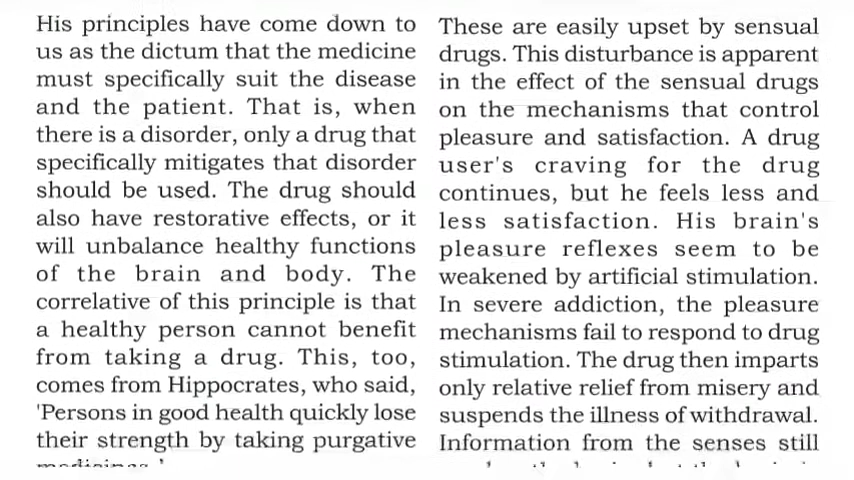 His principles have come down to
us as the dictum that the medicine
must specifically suit the disease
and the patient. That is, when
there is a disorder, only a drug that
specifically mitigates that disorder
should be used. The drug should
also have restorative effects, or it
will unbalance healthy functions
of the brain and body. The
correlative of this principle is that
a healthy person cannot benefit
from taking a drug. This, too,
comes from Hippocrates, who said,
'Persons in good health quickly lose
their strength by taking purgative
These are easily upset by sensual
drugs. This disturbance is apparent
in the effect of the sensual drugs
on the mechanisms that control
pleasure and satisfaction. A drug
user's craving for the drug
continues, but he feels less and
less satisfaction. His brain's
pleasure reflexes seem to be
weakened by artificial stimulation.
In severe addiction, the pleasure
mechanisms fail to respond to drug
stimulation. The drug then imparts
only relative relief from misery and
suspends the illness of withdrawal.
Information from the senses still